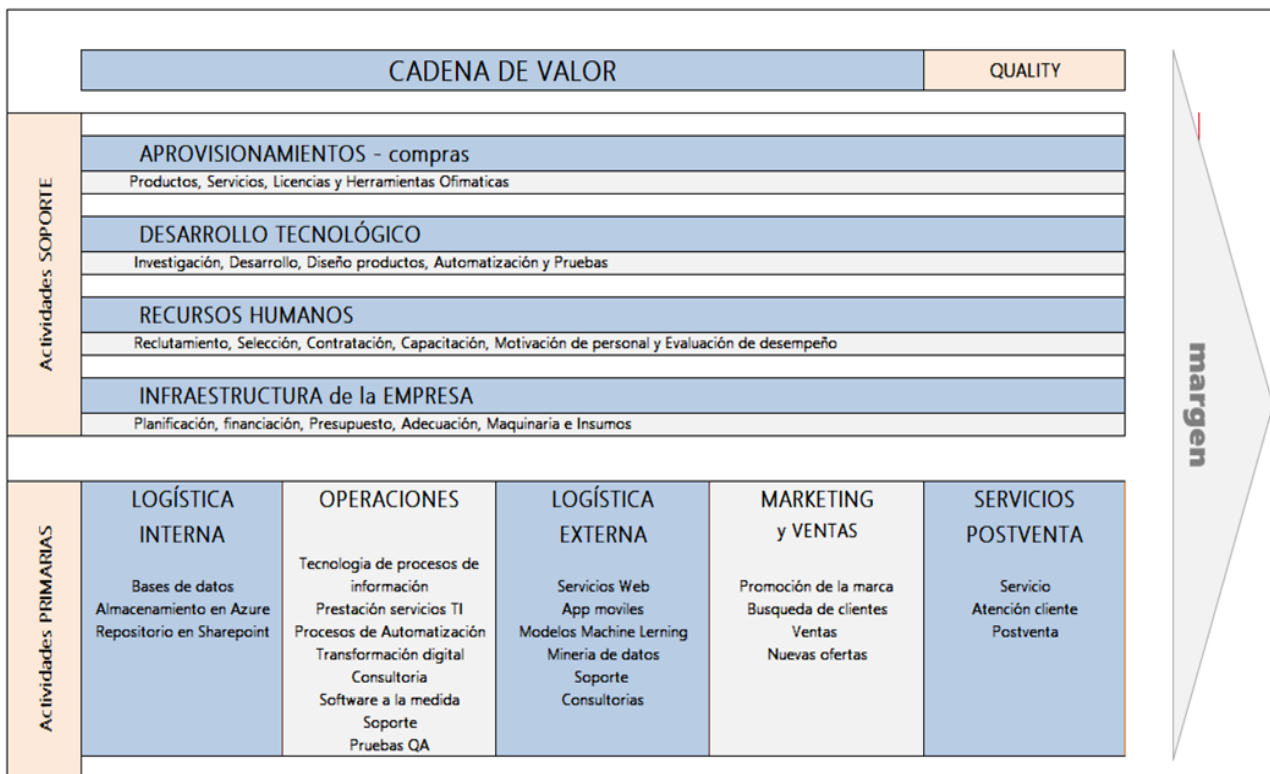 CADENA DE VALOR
QUALITY
Actividades SOPORTE
APROVISIONAMIENTOS - compras
Productos, Servicios, Licencias y Herramientas Ofimaticas
DESARROLLO TECNOLÓGICO
Investigación, Desarrollo, Diseño productos, Automatización y Pruebas
RECURSOS HUMANOS
Reclutamiento, Selección, Contratación, Capacitación, Motivación de personal y Evaluación de desempeño
INFRAESTRUCTURA de la EMPRESA
Planificación, financiación, Presupuesto, Adecuación, Maquinaria e Insumos
margen
Actividades PRIMARIAS
LOGÍSTICA
INTERNA
Bases de datos
Almacenamiento en Azure
Repositorio en Sharepoint
OPERACIONES
Tecnologia de procesos de
información
Prestación servicios TI
Procesos de Automatización
Transformación digital
Consultoria
Software a la medida
Soporte
Pruebas QA
LOGÍSTICA
EXTERNA
Servicios Web
App moviles
Modelos Machine Lerning
Mineria de datos
Soporte
Consultorias
MARKETING
y VENTAS
Promoción de la marca
Busqueda de clientes
Ventas
Nuevas ofertas
SERVICIOS
POSTVENTA
Servicio
Atención cliente
Postventa